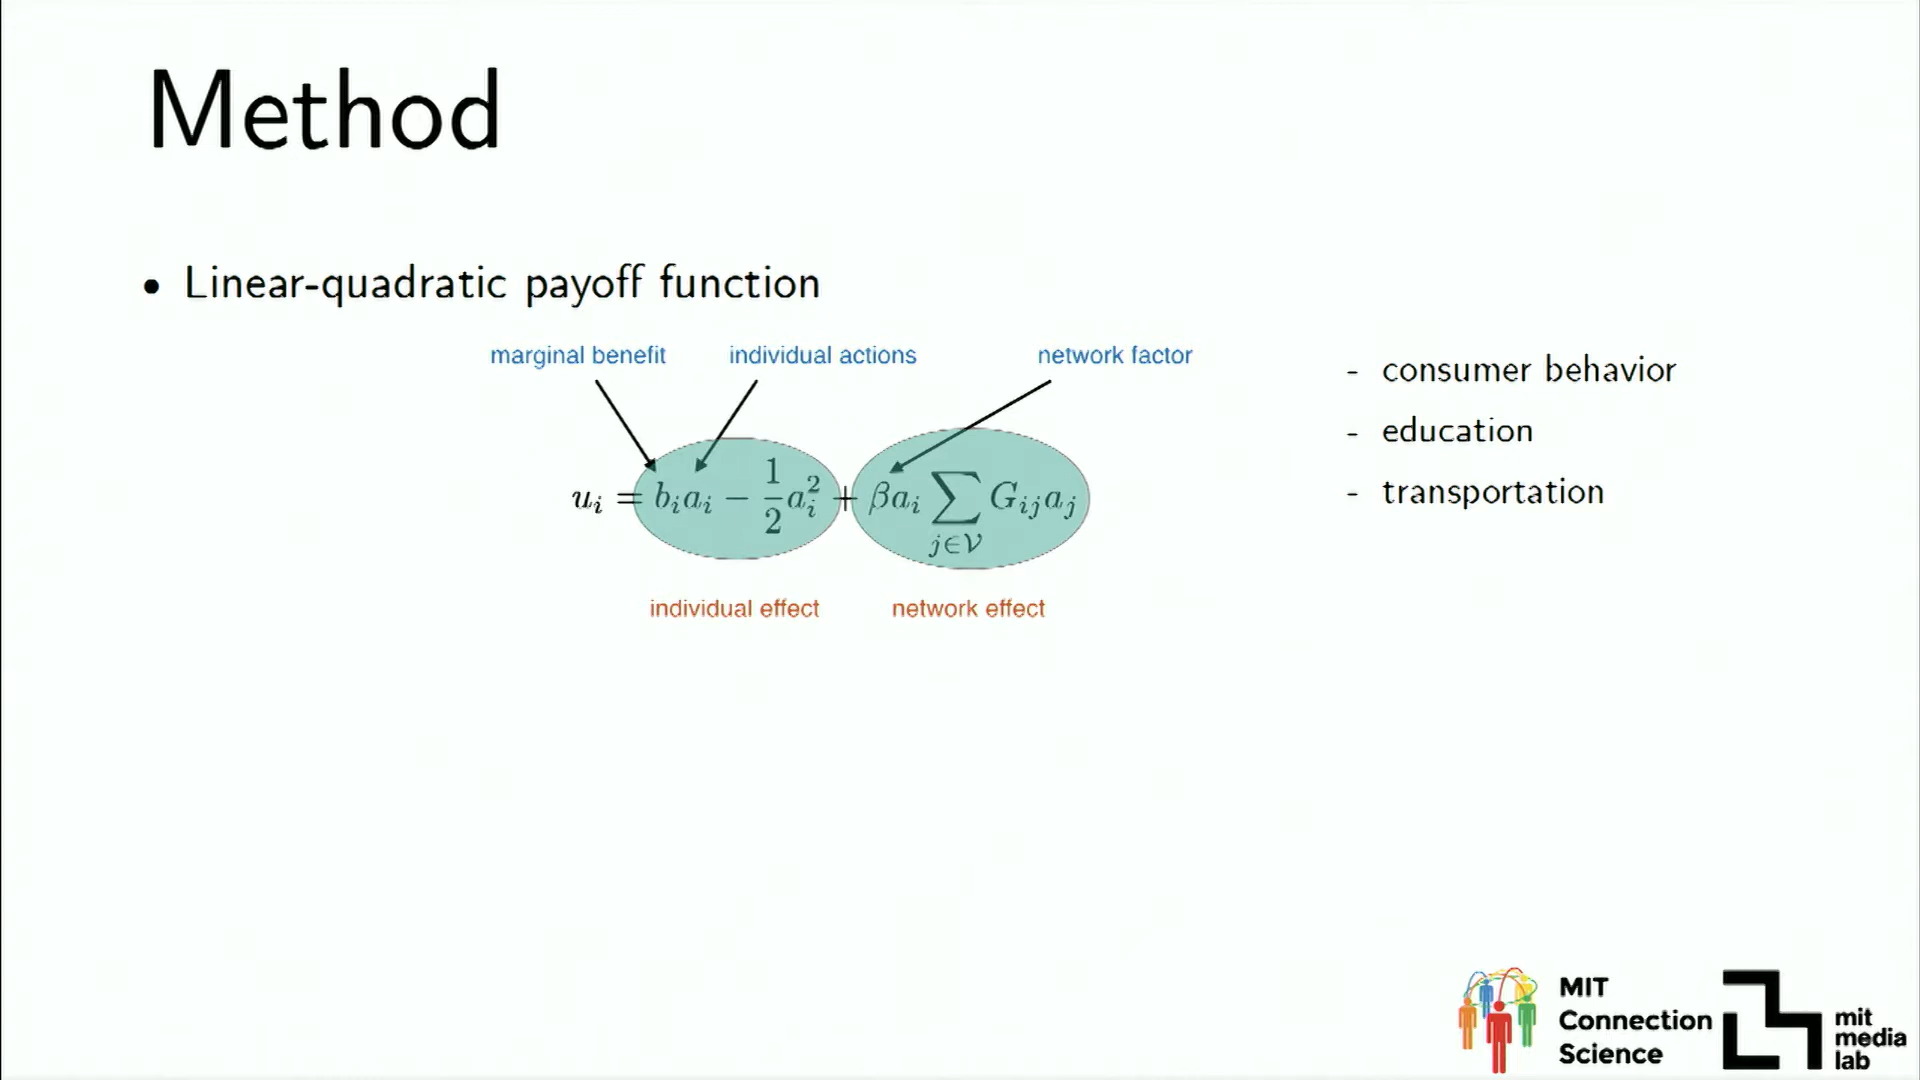 Method
• Linear-quadratic payoff function
marginal benefit individual actions network factor
- consumer behavior
- education
- transportation
u_i = b_i a_i − \frac{1}{2} a_i^2 + β a_i \sum_{j∈\mathcal{V}} G_{ij} a_j
individual effect network effect
MIT
Connection
Science
mit
media
lab